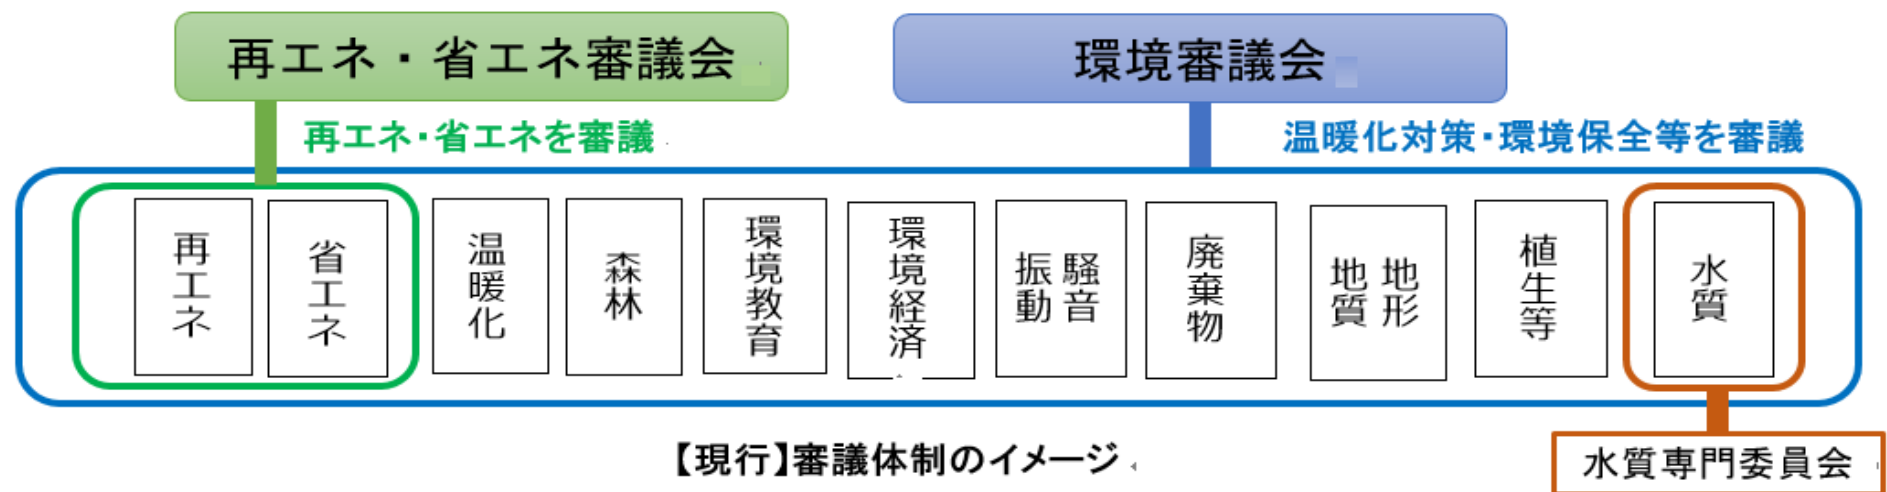 再エネ・省エネ審議会
環境審議会
再エネ・省エネを審議
温暖化対策・環境保全等を審議
再エネ
省エネ
温暖化
森林
環境教育
環境経済
騒音
振動
廃棄物
地形
地質
植生等
水質
【現行】審議体制のイメージ
水質専門委員会